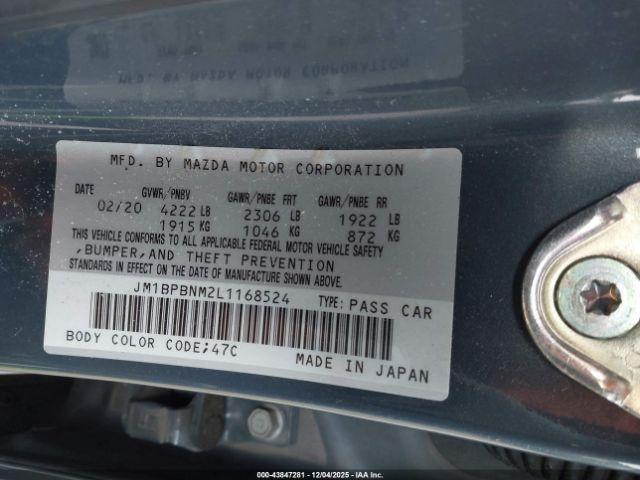 MFD. BY MAZDA MOTOR CORPORATION
DATE GVWR/PNBV GAWR/PNBE FRT GAWR/PNBE RR
02/20 4222 LB 2306 LB 1922 LB
1915 KG 1046 KG 872 KG
THIS VEHICLE CONFORMS TO ALL APPLICABLE FEDERAL MOTOR VEHICLE SAFETY
,BUMPER,AND THEFT PREVENTION
STANDARDS IN EFFECT ON THE DATE OF MANUFACTURE SHOWN ABOVE.
JM1BPBNM2L1168524 TYPE: PASS CAR
BODY COLOR CODE;47C
MADE IN JAPAN
000-43847281 - 12/04/2025 - IAA Inc.